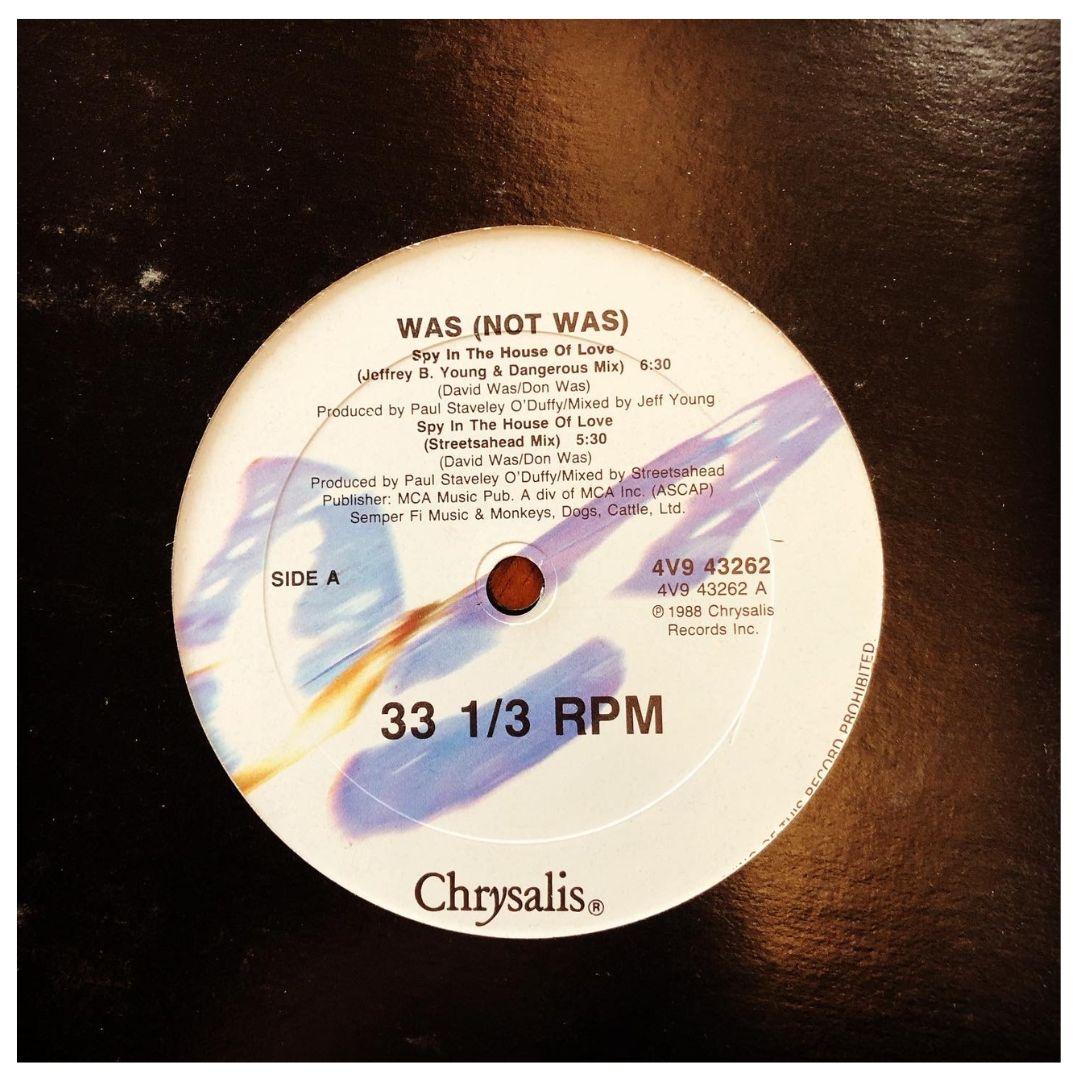 WAS (NOT WAS)
Spy In The House Of Love
(Jeffrey B. Young & Dangerous Mix) 6:30
(David Was/Don Was)
Produced by Paul Staveley O'Duffy/Mixed by Jeff Young
Spy In The House Of Love
(Streetsahead Mix) 5:30
(David Was/Don Was)
Produced by Paul Staveley O'Duffy/Mixed by Streetsahead
Publisher: MCA Music Pub. A div of MCA Inc. (ASCAP)
Semper Fi Music & Monkeys, Dogs, Cattle, Ltd.
SIDE A
4V9 43262
4V9 43262 A
℗ 1988 Chrysalis
Records Inc.
33 1/3 RPM
OF THIS RECORD PROHIBITED.
Chrysalis®